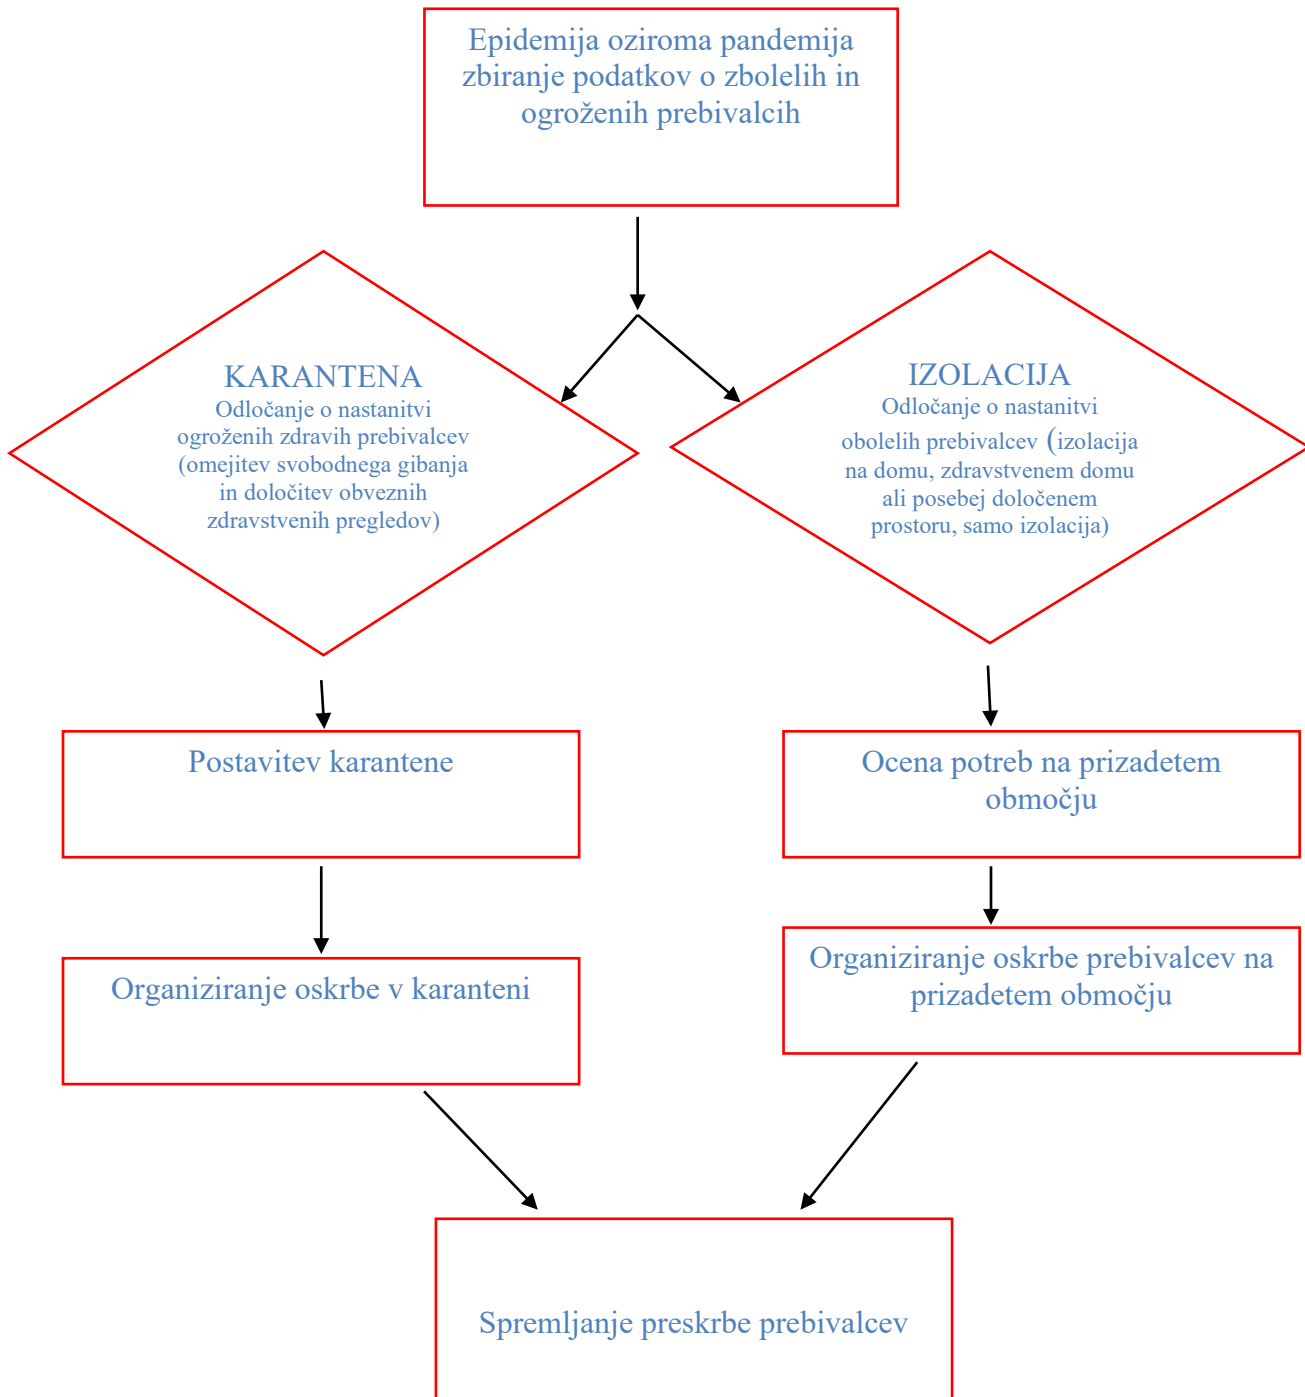 Epidemija oziroma pandemija
zbiranje podatkov o zbolelih in
ogroženih prebivalcih
KARANTENA
Odločanje o nastanitvi
ogroženih zdravih prebivalcev
(omejitev svobodnega gibanja
in določitev obveznih
zdravstvenih pregledov)
IZOLACIJA
Odločanje o nastanitvi
obolelih prebivalcev (izolacija
na domu, zdravstvenem domu
ali posebej določenem
prostoru, samo izolacija)
Postavitev karantene
Ocena potreb na prizadetem
območju
Organiziranje oskrbe v karanteni
Organiziranje oskrbe prebivalcev na
prizadetem območju
Spremljanje preskrbe prebivalcev